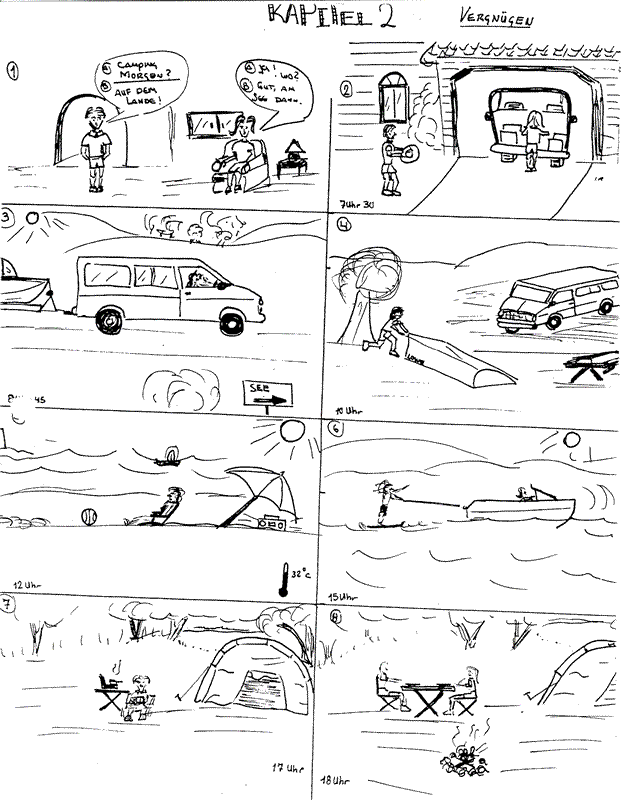 KAPITEL 2
VERGNÜGEN
1
A CAMPING
MORGEN?
B AUF DEM
LANDE!
A JA!
WO?
B GUT, AM
SEE DANN.
2
7 Uhr 30
3
SEE
45
4
10 Uhr
12 Uhr
32°C
6
15 Uhr
7
17 Uhr
8
18 Uhr